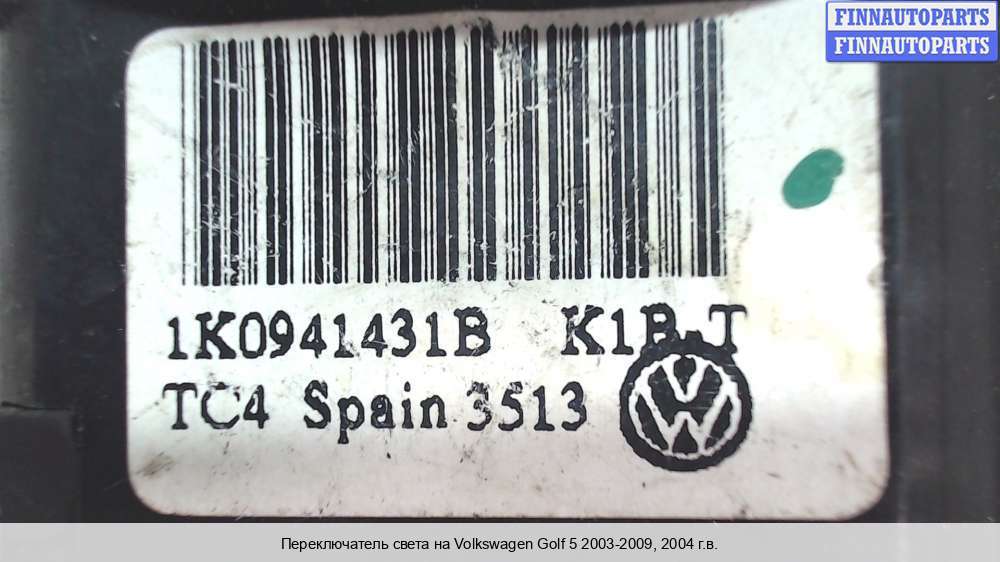 FINNAUTOPARTS
FINNAUTOPARTS
1K0941431B K1B-T
TC4 Spain 3513
Переключатель света на Volkswagen Golf 5 2003-2009, 2004 г.в.